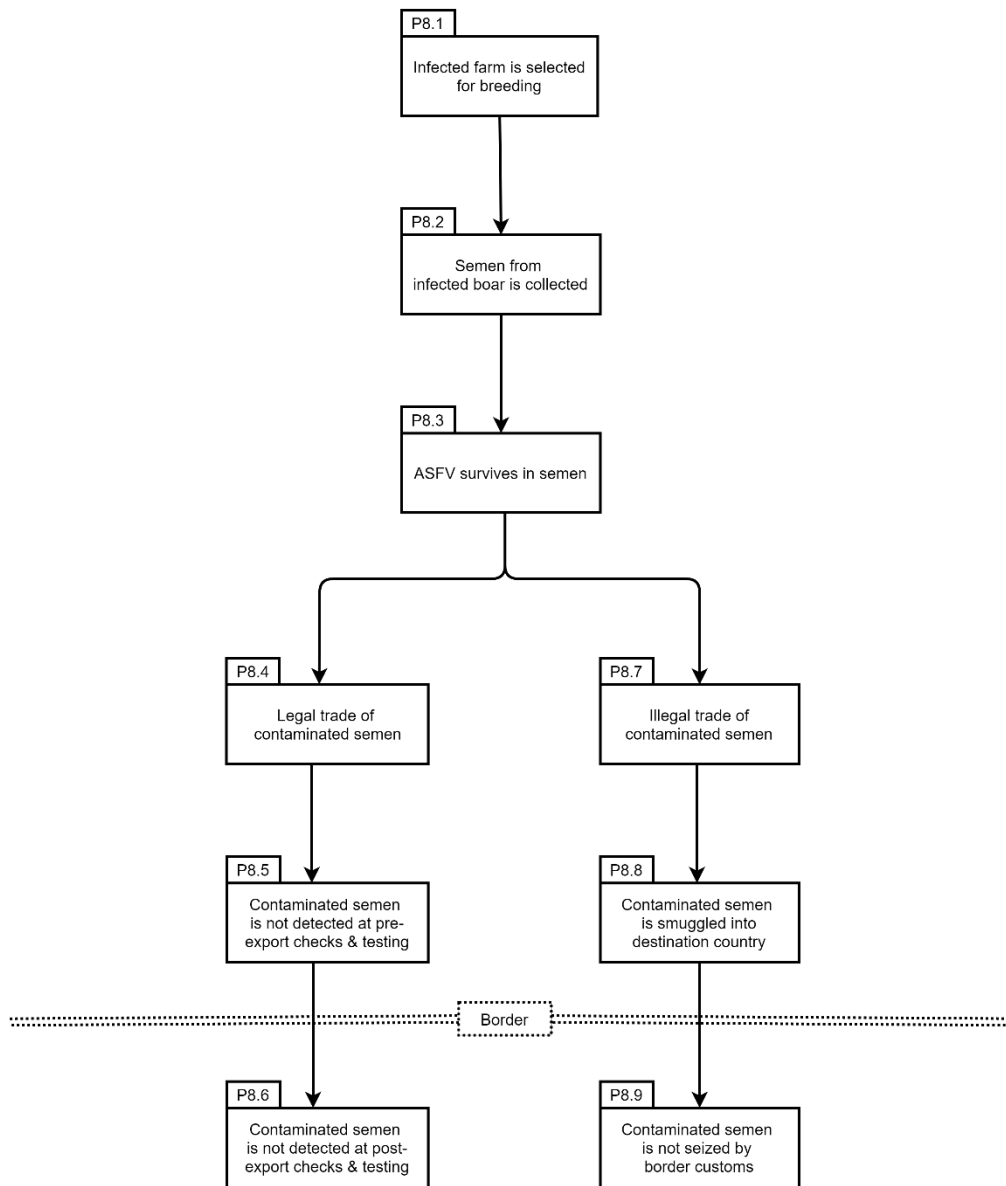 P8.1
Infected farm is selected
for breeding
P8.2
Semen from
infected boar is collected
P8.3
ASFV survives in semen
P8.4
Legal trade of
contaminated semen
P8.7
Illegal trade of
contaminated semen
P8.5
Contaminated semen
is not detected at pre-
export checks & testing
P8.8
Contaminated semen
is smuggled into
destination country
Border
P8.6
Contaminated semen
is not detected at post-
export checks & testing
P8.9
Contaminated semen
is not seized by
border customs